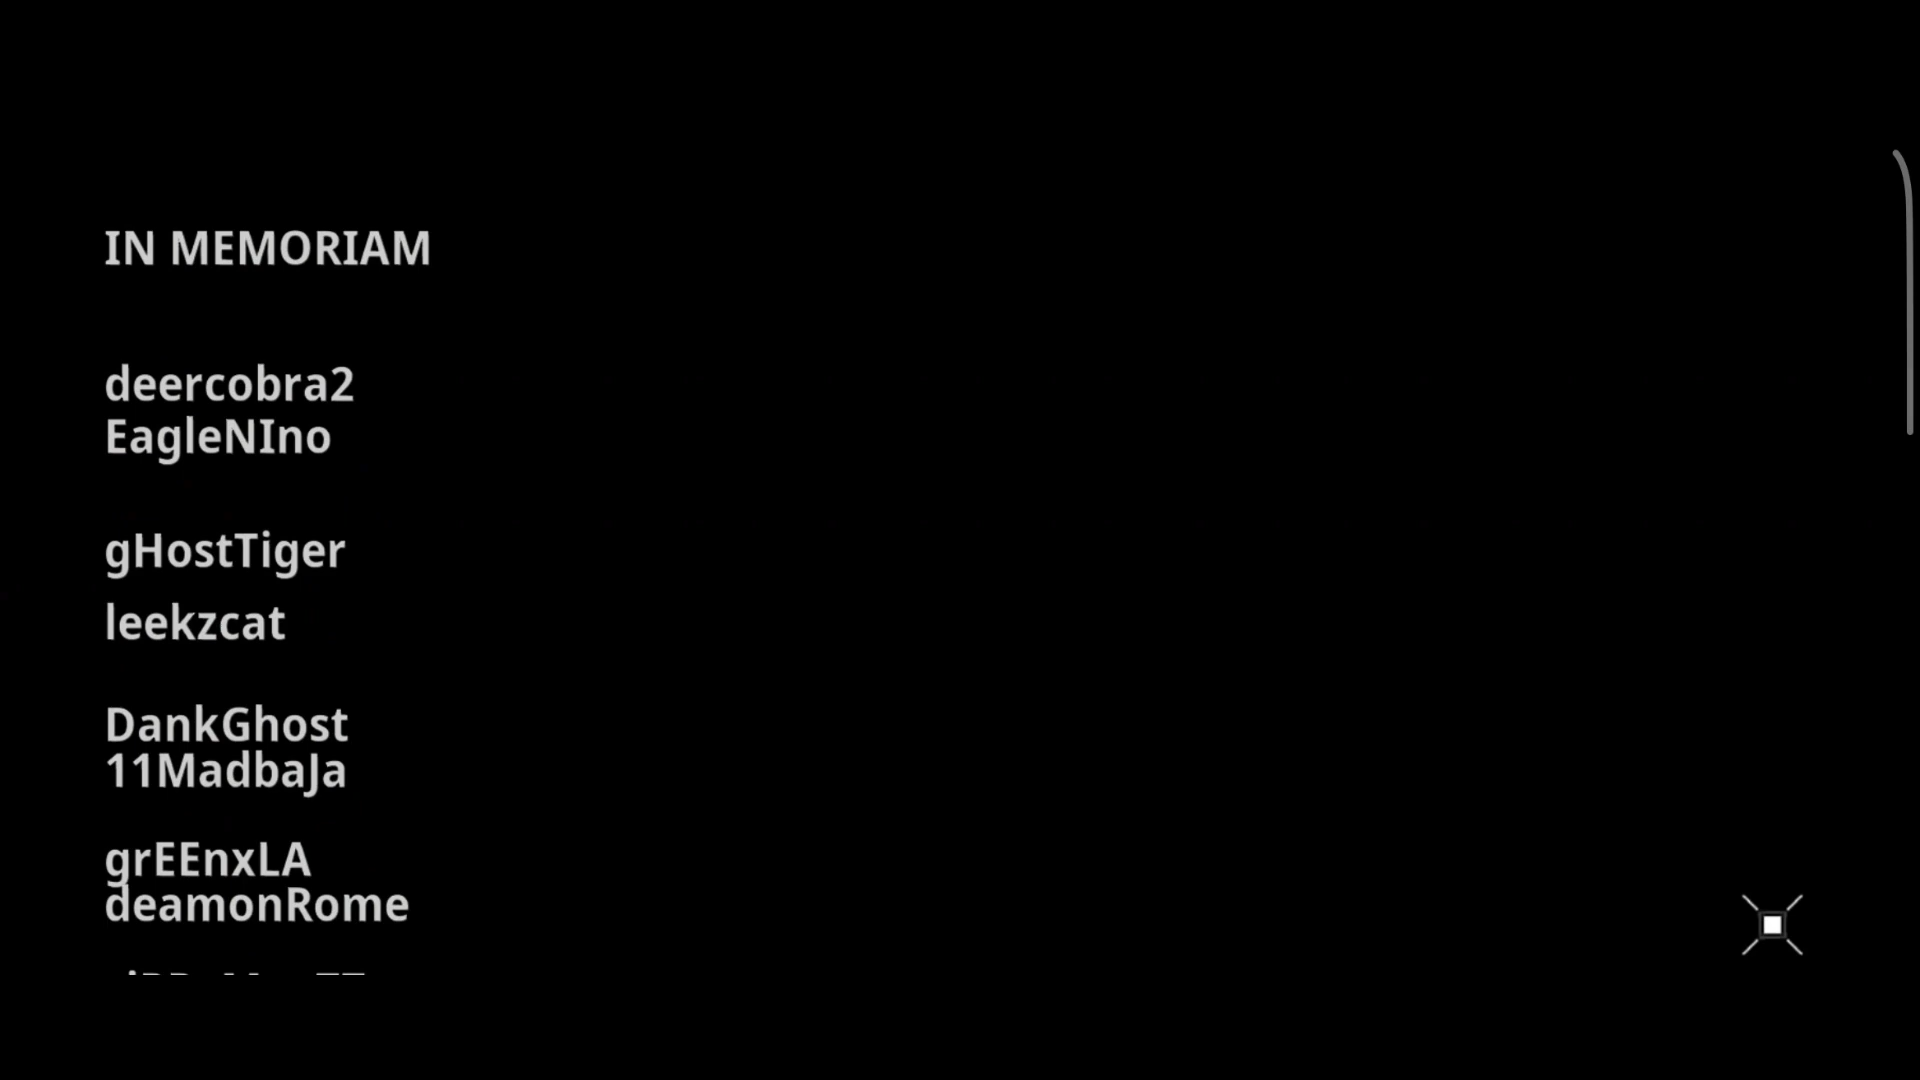 IN MEMORIAM
deercobra2
EagleNIno
gHostTiger
leekzcat
DankGhost
11MadbaJa
grEEnxLA
deamonRome